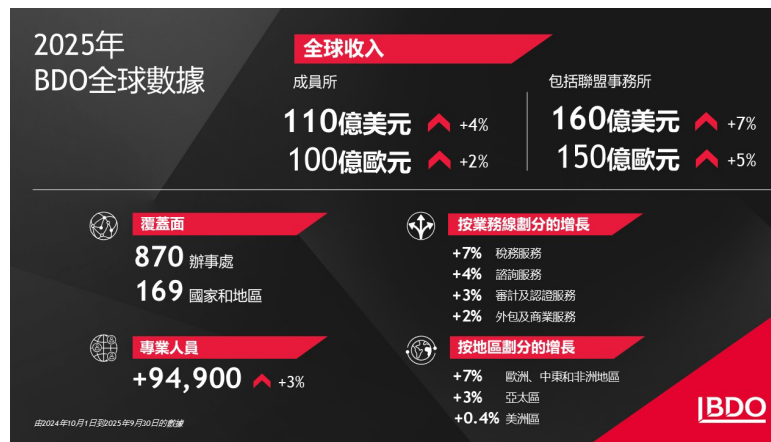 2025年
BDO全球數據
全球收入
成員所
110億美元 +4%
100億歐元 +2%
包括聯盟事務所
160億美元 +7%
150億歐元 +5%
覆蓋面
870 辦事處
169 國家和地區
專業人員
+94,900 +3%
按業務線劃分的增長
+7% 稅務服務
+4% 諮詢服務
+3% 審計及認證服務
+2% 外包及商業服務
按地區劃分的增長
+7% 歐洲、中東和非洲地區
+3% 亞太區
+0.4% 美洲區
由2024年10月1日到2025年9月30日的數據
BDO